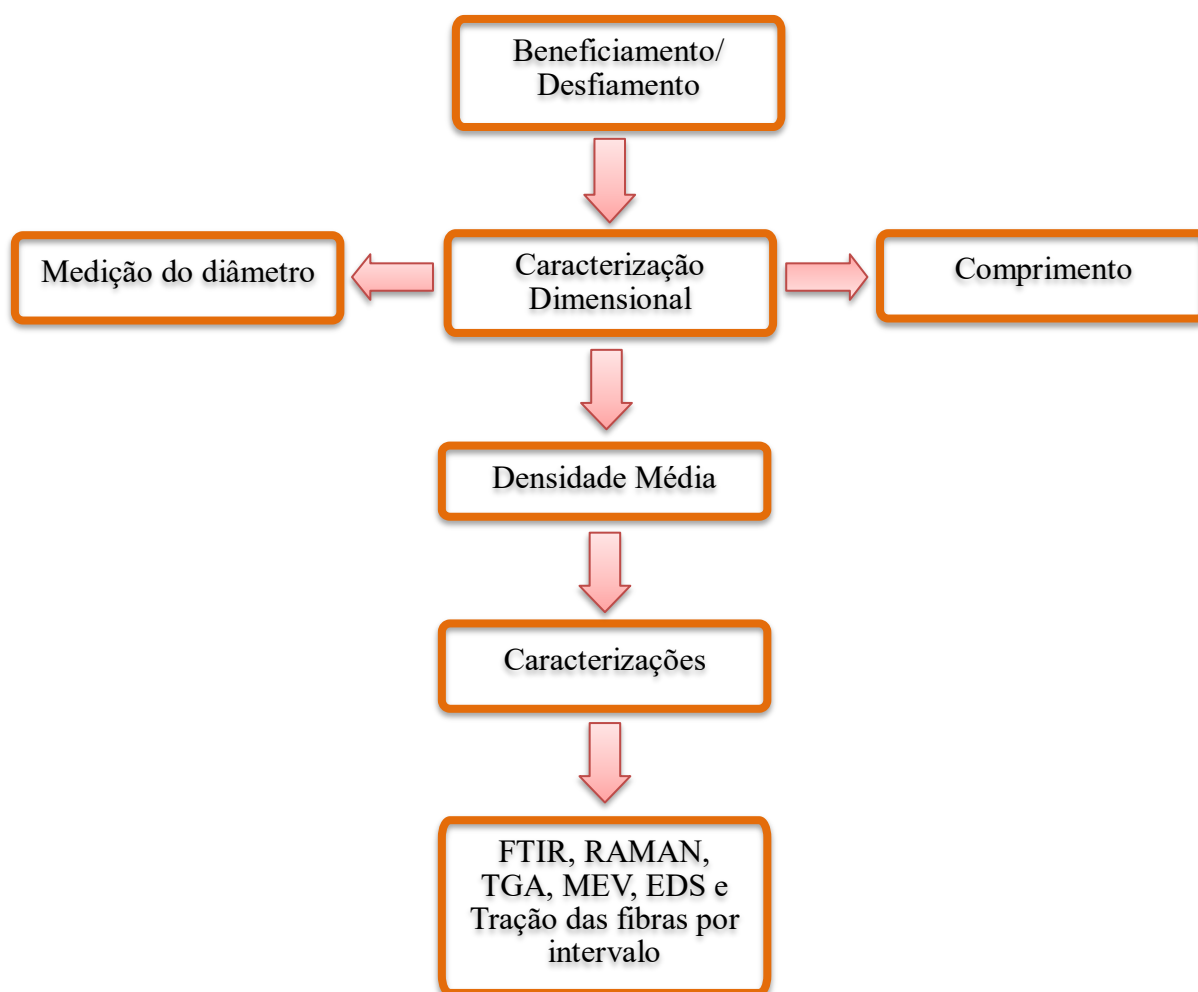 Beneficiamento/
Desfiamento
Medição do diâmetro
Caracterização
Dimensional
Comprimento
Densidade Média
Caracterizações
FTIR, RAMAN,
TGA, MEV, EDS e
Tração das fibras por
intervalo